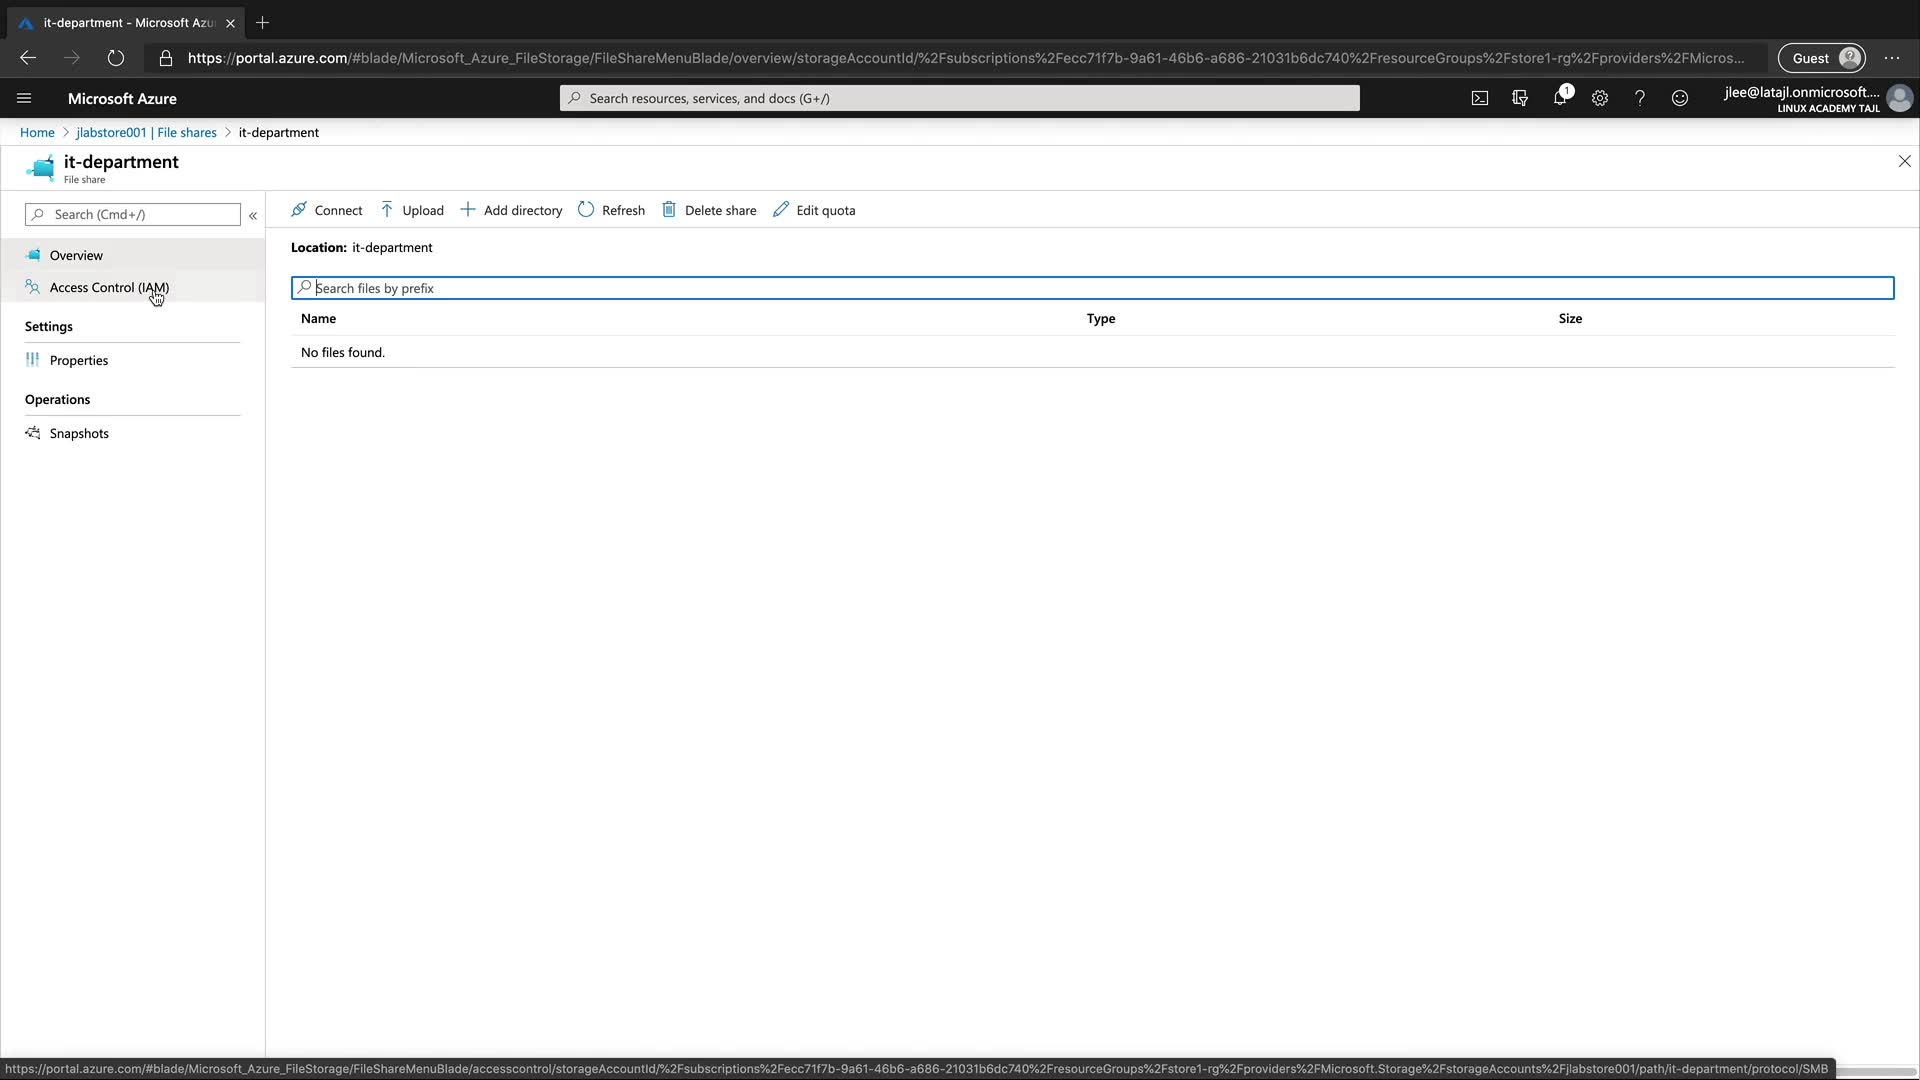 it-department - Microsoft Azu
https://portal.azure.com/#blade/Microsoft_Azure_FileStorage/FileShareMenuBlade/overview/storageAccountId/%2Fsubscriptions%2Fecc71f7b-9a61-46b6-a686-21031b6dc740%2FresourceGroups%2Fstore1-rg%2Fproviders%2FMicros...
Guest
Microsoft Azure
Search resources, services, and docs (G+/)
1
jlee@latajl.onmicrosoft....
LINUX ACADEMY TAJL
Home > jlabstore001 | File shares > it-department
it-department
File share
Search (Cmd+/)
«
Connect
Upload
Add directory
Refresh
Delete share
Edit quota
Overview
Access Control (IAM)
Settings
Properties
Operations
Snapshots
Location: it-department
Search files by prefix
Name
Type
Size
No files found.
https://portal.azure.com/#blade/Microsoft_Azure_FileStorage/FileShareMenuBlade/accesscontrol/storageAccountId/%2Fsubscriptions%2Fecc71f7b-9a61-46b6-a686-21031b6dc740%2FresourceGroups%2Fstore1-rg%2Fproviders%2FMicrosoft.Storage%2FstorageAccounts%2Fjlabstore001/path/it-department/protocol/SMB